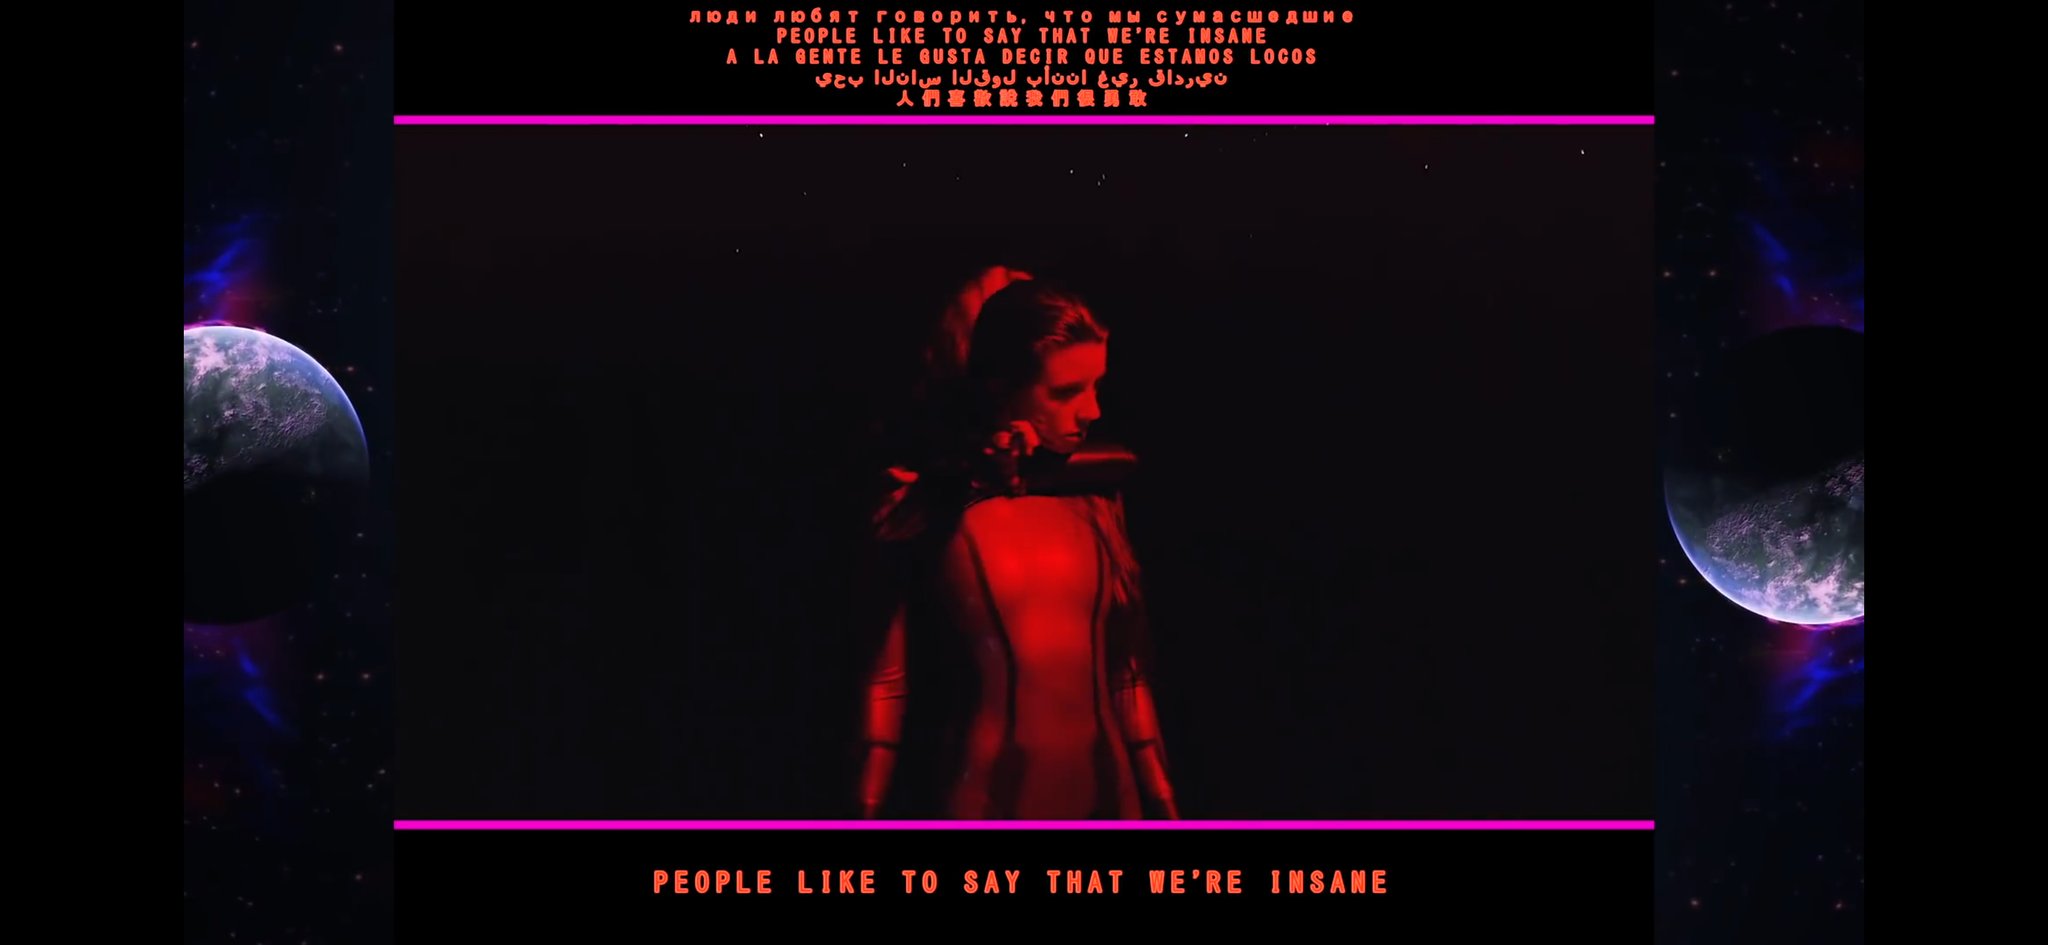 люди любят говорить, что мы сумасшедшие
PEOPLE LIKE TO SAY THAT WE'RE INSANE
A LA GENTE LE GUSTA DECIR QUE ESTAMOS LOCOS
يحب الناس القول بأننا غير قادرين
人們喜歡說我們很勇敢
PEOPLE LIKE TO SAY THAT WE'RE INSANE